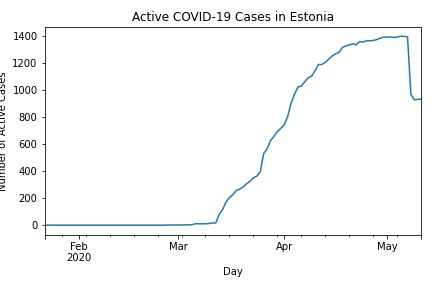 Active COVID-19 Cases in Estonia
Number of Active Cases
1400
1200
1000
800
600
400
200
0
Feb
2020
Mar
Apr
May
Day